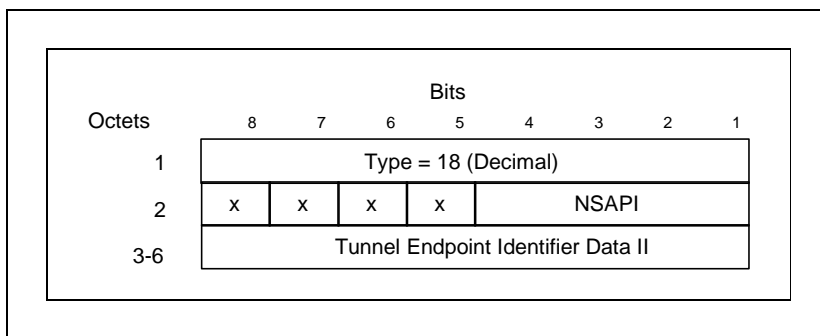 Bits
Octets 8 7 6 5 4 3 2 1
1 Type = 18 (Decimal)
2 x x x x NSAPI
3-6 Tunnel Endpoint Identifier Data II